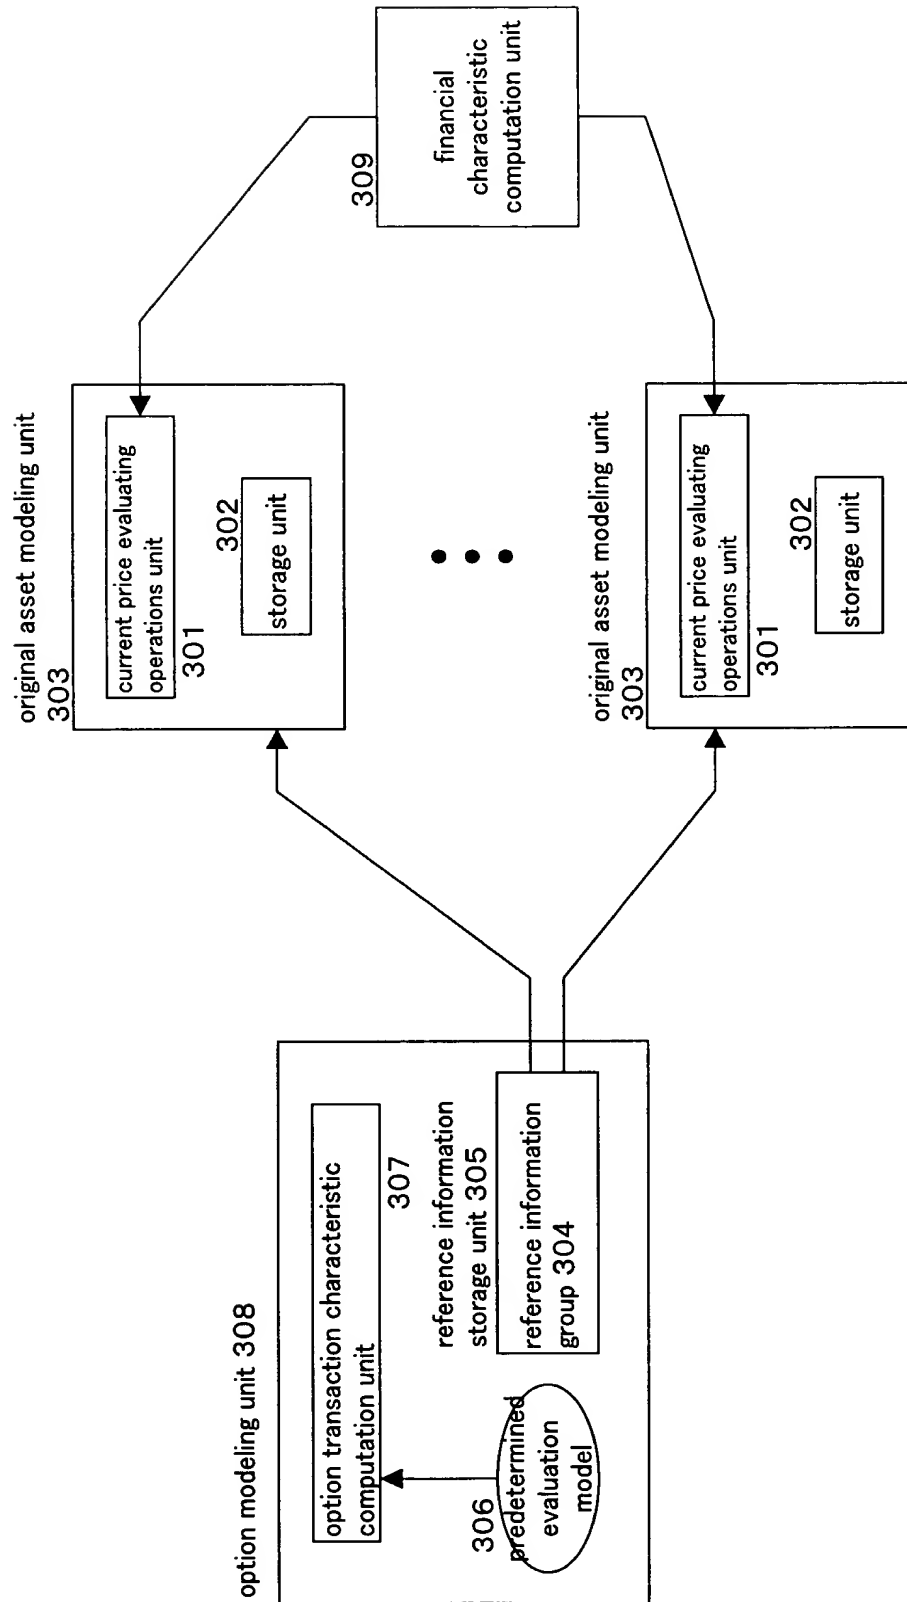 option modeling unit 308
option transaction characteristic
computation unit
307
reference information
storage unit 305
reference information
group 304
306
predetermined
evaluation
model
original asset modeling unit
303
current price evaluating
operations unit
301
302
storage unit
original asset modeling unit
303
current price evaluating
operations unit
301
302
storage unit
309
financial
characteristic
computation unit